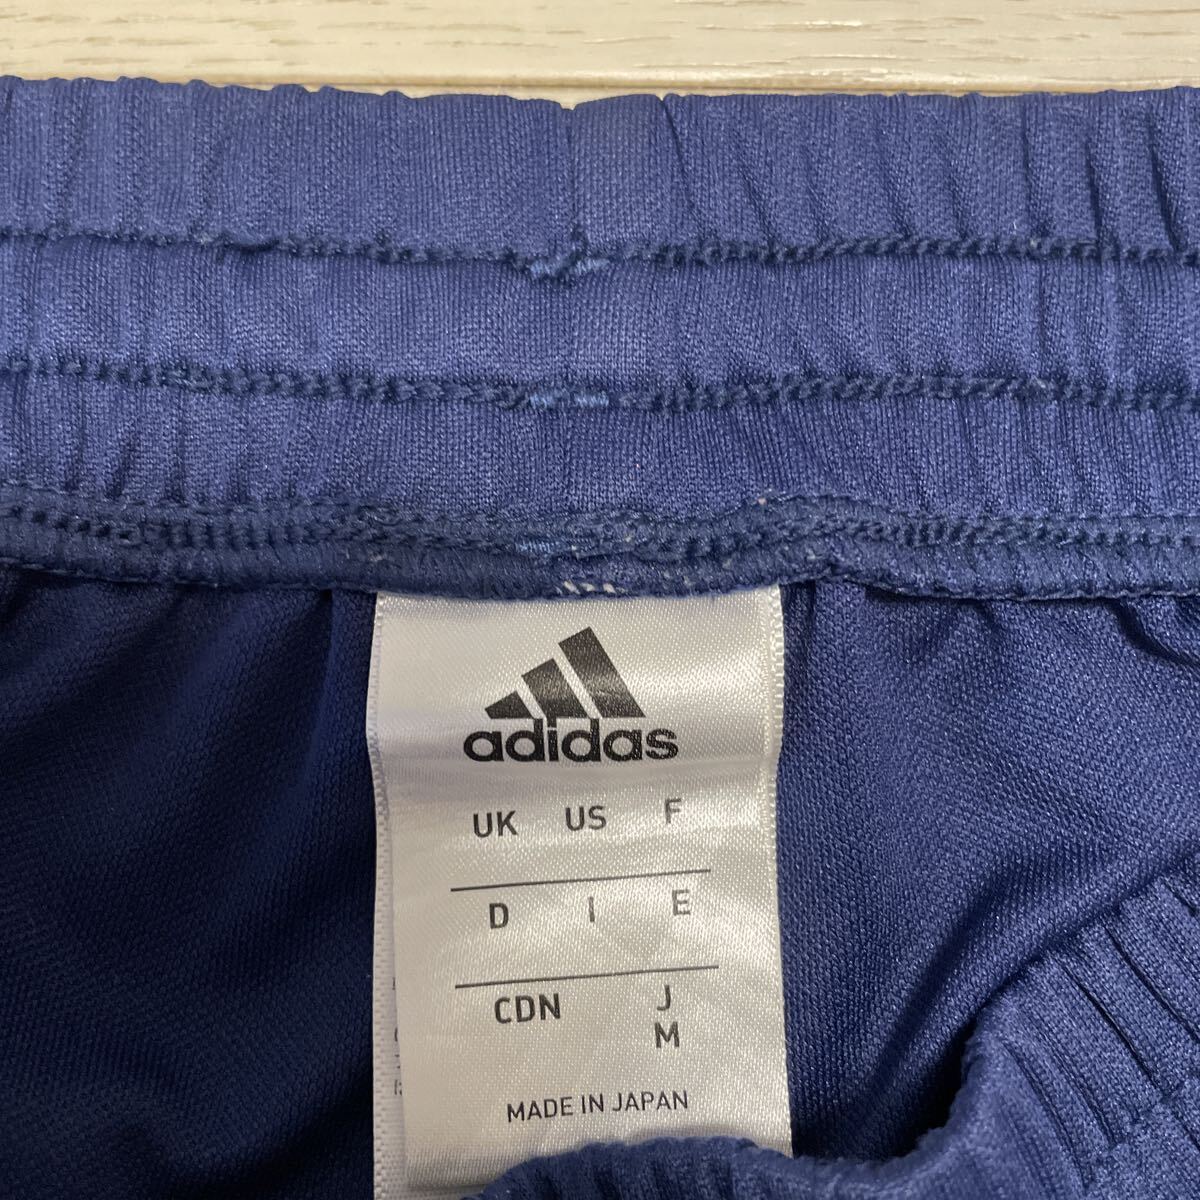 adidas
UK US F
D I E
CDN J
M
MADE IN JAPAN